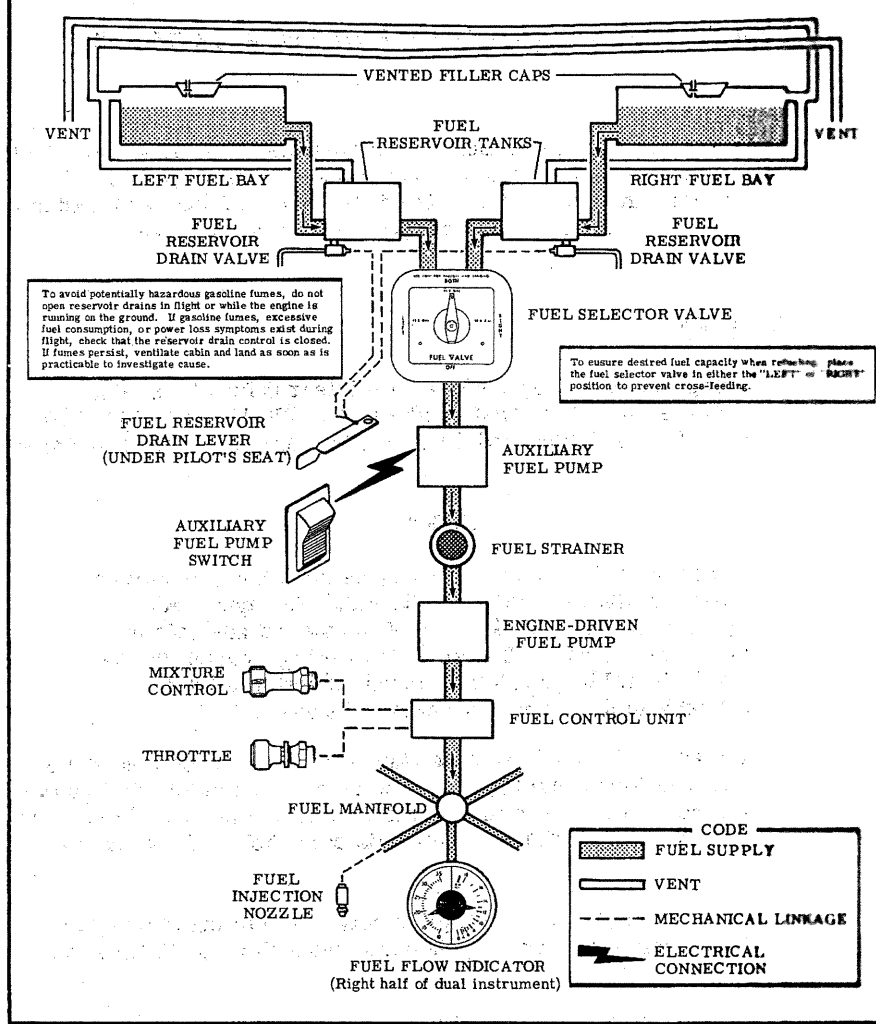 VENTED FILLER CAPS
VENT
FUEL
RESERVOIR TANKS
VENT
LEFT FUEL BAY
RIGHT FUEL BAY
FUEL
RESERVOIR
DRAIN VALVE
FUEL
RESERVOIR
DRAIN VALVE
To avoid potentially hazardous gasoline fumes, do not
open reservoir drains in flight or while the engine is
running on the ground. If gasoline fumes, excessive
fuel consumption, or power loss symptoms exist during
flight, check that the reservoir drain control is closed.
If fumes persist, ventilate cabin and land as soon as is
practicable to investigate cause.
BOTH
RIGHT
FUEL VALVE
OFF
FUEL SELECTOR VALVE
To eusure desired fuel capacity when refueling, place
the fuel selector valve in either the "LEFT" or "RIGHT"
position to prevent cross-feeding.
FUEL RESERVOIR
DRAIN LEVER
(UNDER PILOT'S SEAT)
AUXILIARY
FUEL PUMP
AUXILIARY
FUEL PUMP
SWITCH
FUEL STRAINER
ENGINE-DRIVEN
FUEL PUMP
MIXTURE
CONTROL
FUEL CONTROL UNIT
THROTTLE
FUEL MANIFOLD
FUEL
INJECTION
NOZZLE
FUEL FLOW INDICATOR
(Right half of dual instrument)
CODE
FUEL SUPPLY
VENT
MECHANICAL LINKAGE
ELECTRICAL
CONNECTION